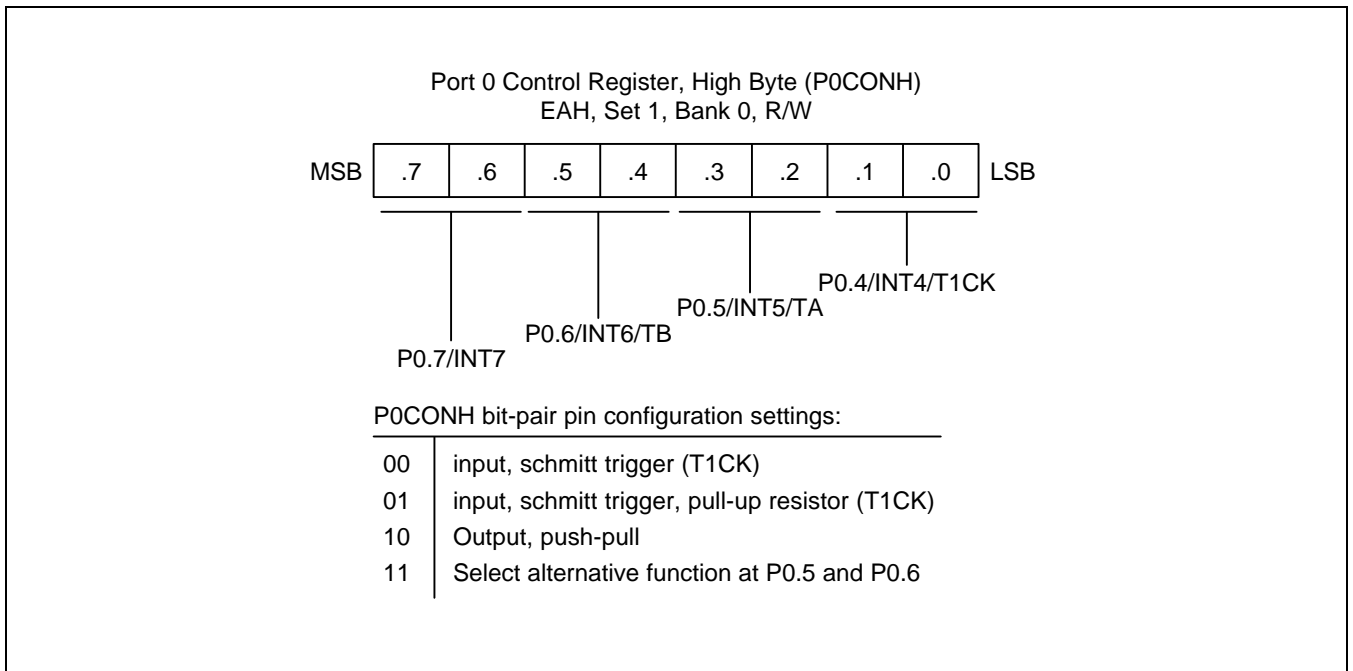 Port 0 Control Register, High Byte (P0CONH)
EAH, Set 1, Bank 0, R/W
MSB .7 .6 .5 .4 .3 .2 .1 .0 LSB
P0.4/INT4/T1CK
P0.5/INT5/TA
P0.6/INT6/TB
P0.7/INT7
P0CONH bit-pair pin configuration settings:
00 input, schmitt trigger (T1CK)
01 input, schmitt trigger, pull-up resistor (T1CK)
10 Output, push-pull
11 Select alternative function at P0.5 and P0.6